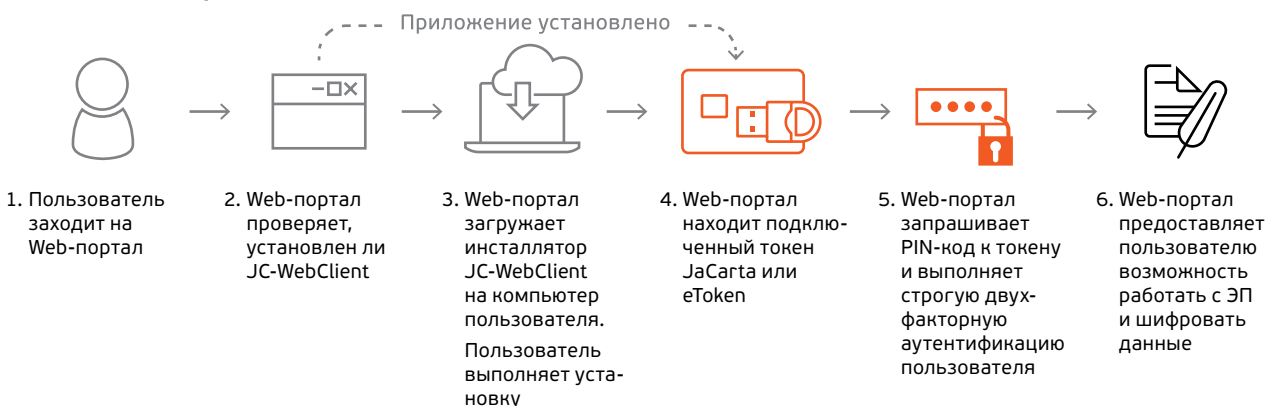 Приложение установлено
1. Пользователь
заходит на
Web-портал
2. Web-портал
проверяет,
установлен ли
JC-WebClient
3. Web-портал
загружает
инсталлятор
JC-WebClient
на компьютер
пользователя.
Пользователь
выполняет уста-
новку
4. Web-портал
находит подклю-
ченный токен
JaCarta или
eToken
5. Web-портал
запрашивает
PIN-код к токену
и выполняет
строгую двух-
факторную
аутентификацию
пользователя
6. Web-портал
предоставляет
пользователю
возможность
работать с ЭП
и шифровать
данные